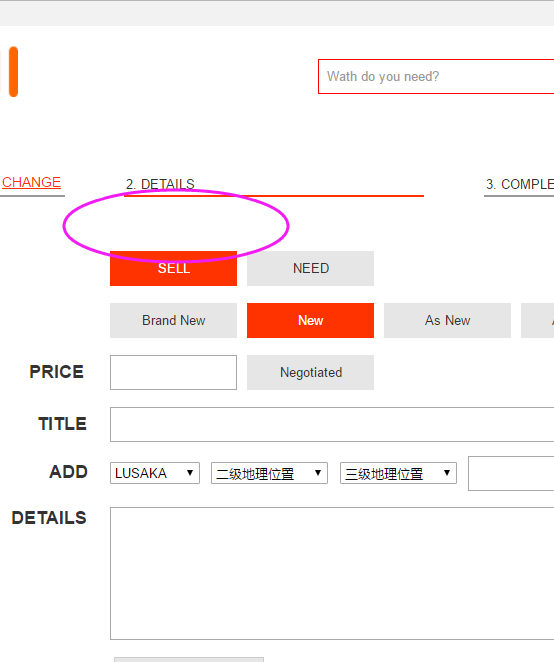 Wath do you need?
CHANGE
2. DETAILS
3. COMPLE
SELL
NEED
Brand New
New
As New
PRICE
Negotiated
TITLE
ADD
LUSAKA
二级地理位置
三级地理位置
DETAILS